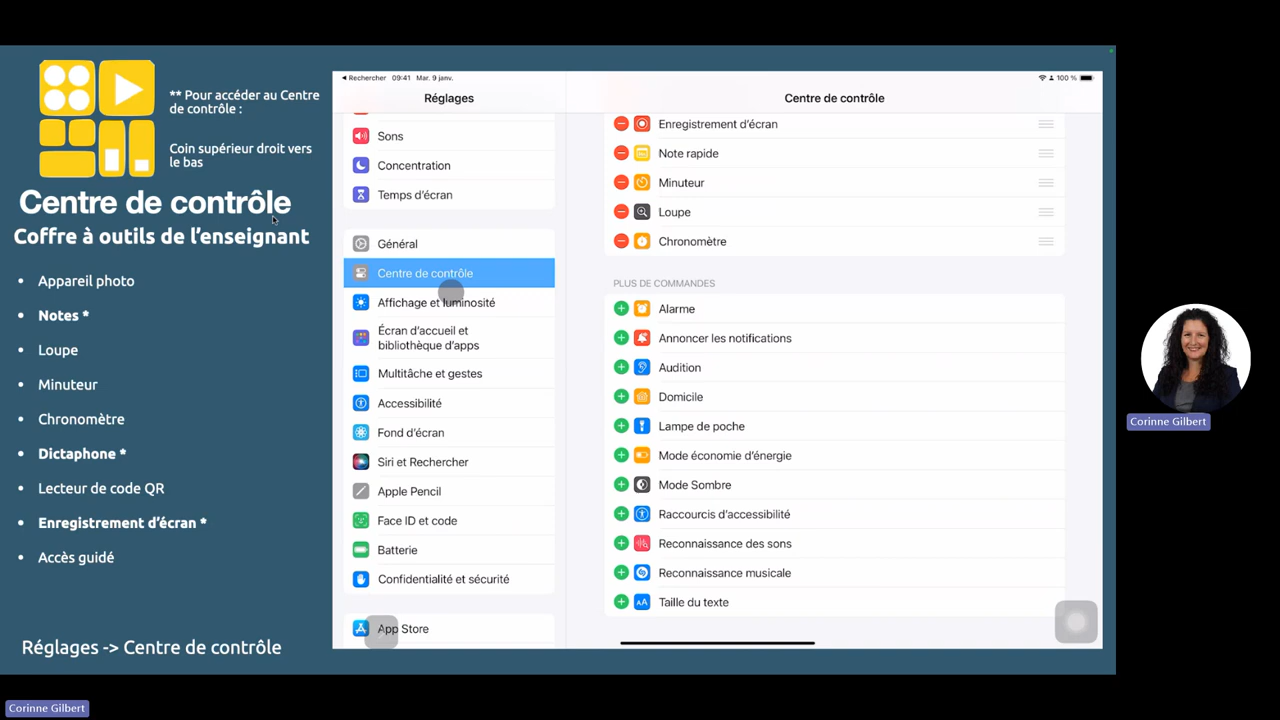 ** Pour accéder au Centre
de contrôle :
Coin supérieur droit vers
le bas
Centre de contrôle
Coffre à outils de l'enseignant
• Appareil photo
• Notes *
• Loupe
• Minuteur
• Chronomètre
• Dictaphone *
• Lecteur de code QR
• Enregistrement d'écran *
• Accès guidé
Réglages -> Centre de contrôle
Rechercher 09:41 Mar. 9 janv.
100 %
Réglages
Sons
Concentration
Temps d'écran
Général
Centre de contrôle
Affichage et luminosité
Écran d'accueil et
bibliothèque d'apps
Multitâche et gestes
Accessibilité
Fond d'écran
Siri et Rechercher
Apple Pencil
Face ID et code
Batterie
Confidentialité et sécurité
App Store
Centre de contrôle
Enregistrement d'écran
Note rapide
Minuteur
Loupe
Chronomètre
PLUS DE COMMANDES
Alarme
Annoncer les notifications
Audition
Domicile
Lampe de poche
Mode économie d'énergie
Mode Sombre
Raccourcis d'accessibilité
Reconnaissance des sons
Reconnaissance musicale
AA Taille du texte
Corinne Gilbert
Corinne Gilbert